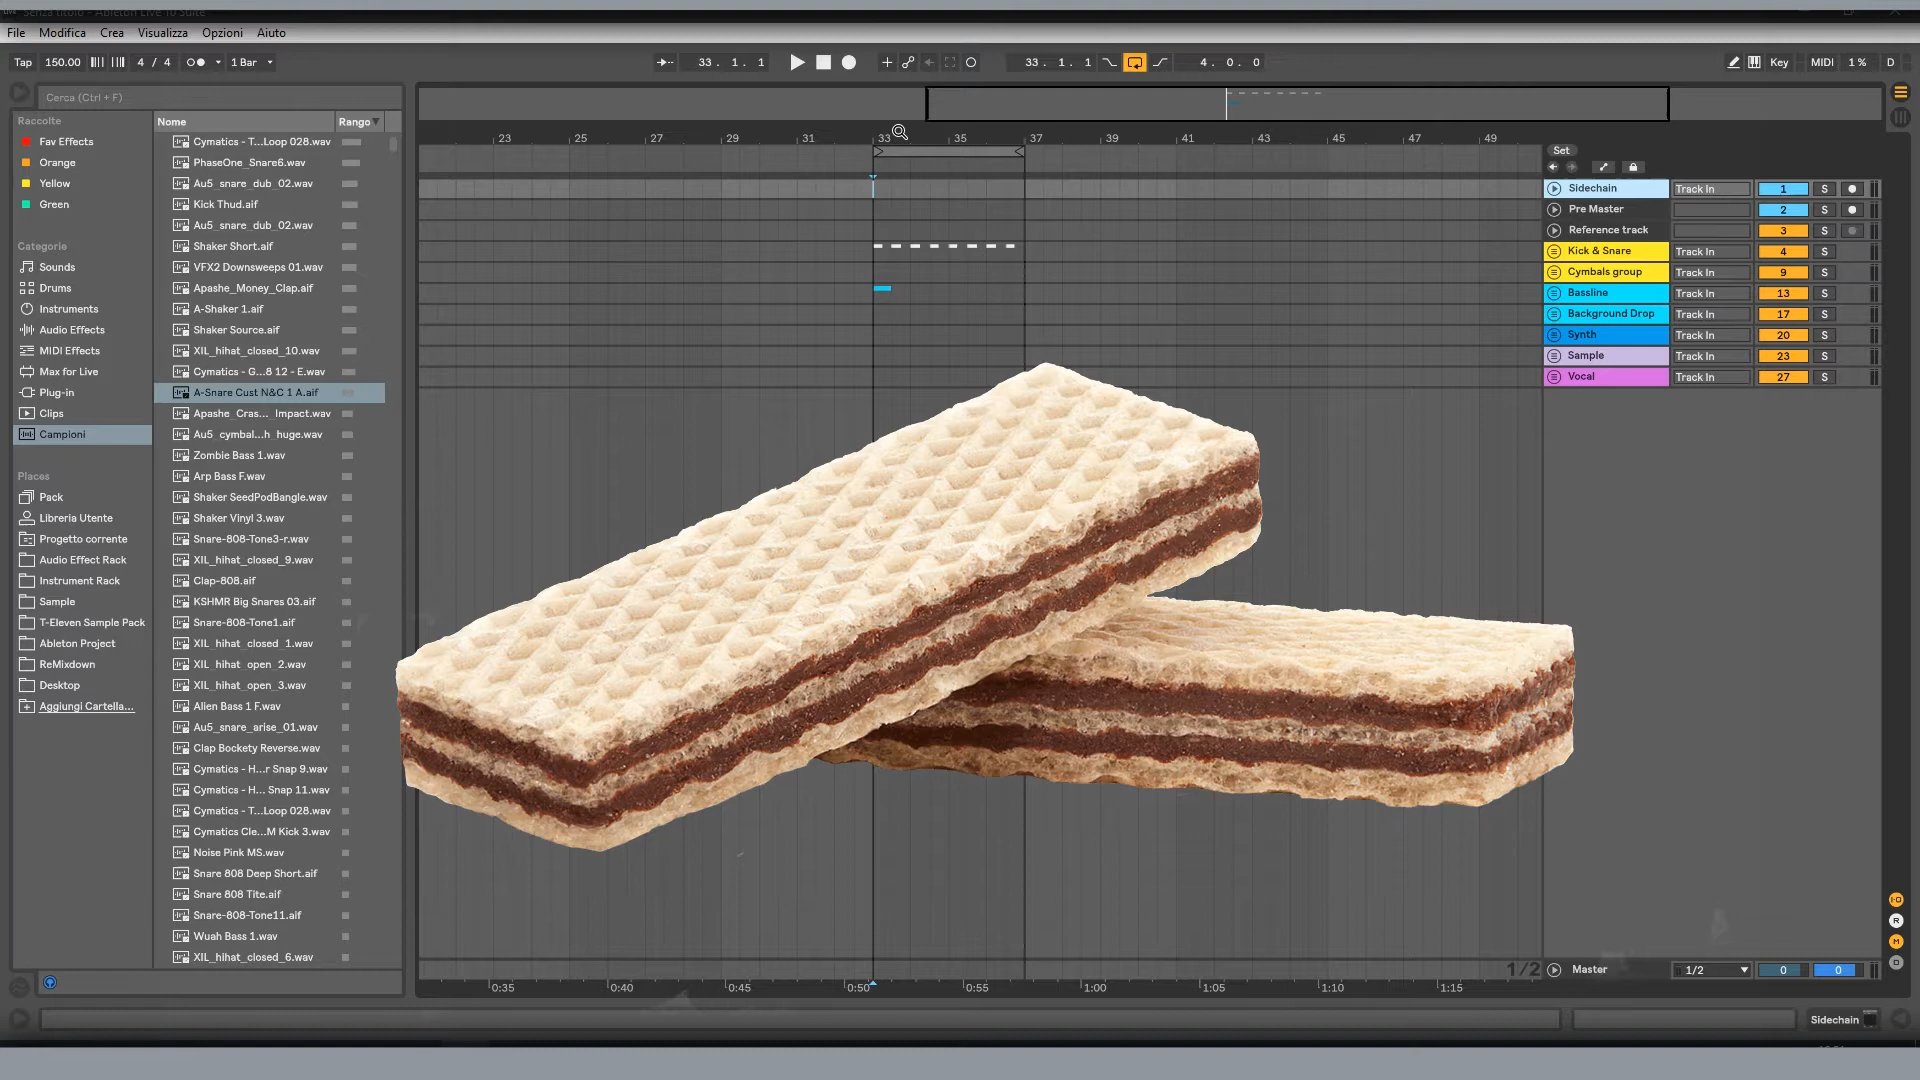 Senza titolo - Ableton Live 10 Suite
File Modifica Crea Visualizza Opzioni Aiuto
Tap 150.00 4 / 4 1 Bar 33 . 1 . 1 33 . 1 . 1 4 . 0 . 0 Key MIDI 1 % D
Cerca (Ctrl + F)
Raccolte
Fav Effects
Orange
Yellow
Green
Categorie
Sounds
Drums
Instruments
Audio Effects
MIDI Effects
Max for Live
Plug-in
Clips
Campioni
Places
Pack
Libreria Utente
Progetto corrente
Audio Effect Rack
Instrument Rack
Sample
T-Eleven Sample Pack
Ableton Project
ReMixdown
Desktop
Aggiungi Cartella...
Nome Rango
Cymatics - T...Loop 028.wav
PhaseOne_Snare6.wav
Au5_snare_dub_02.wav
Kick Thud.aif
Au5_snare_dub_02.wav
Shaker Short.aif
VFX2 Downsweeps 01.wav
Apashe_Money_Clap.aif
A-Shaker 1.aif
Shaker Source.aif
XIL_hihat_closed_10.wav
Cymatics - G...8 12 - E.wav
A-Snare Cust N&C 1 A.aif
Apashe_Cras... Impact.wav
Au5_cymbal...h_huge.wav
Zombie Bass 1.wav
Arp Bass F.wav
Shaker SeedPodBangle.wav
Shaker Vinyl 3.wav
Snare-808-Tone3-r.wav
XIL_hihat_closed_9.wav
Clap-808.aif
KSHMR Big Snares 03.aif
Snare-808-Tone1.aif
XIL_hihat_closed_1.wav
XIL_hihat_open_2.wav
XIL_hihat_open_3.wav
Alien Bass 1 F.wav
Au5_snare_arise_01.wav
Clap Bockety Reverse.wav
Cymatics - H...r Snap 9.wav
Cymatics - H... Snap 11.wav
Cymatics - T...Loop 028.wav
Cymatics Cle...M Kick 3.wav
Noise Pink MS.wav
Snare 808 Deep Short.aif
Snare 808 Tite.aif
Snare-808-Tone11.aif
Wuah Bass 1.wav
XIL_hihat_closed_6.wav
23 25 27 29 31 33 35 37 39 41 43 45 47 49
Set
Sidechain Track In 1 S
Pre Master 2 S
Reference track 3 S
Kick & Snare Track In 4 S
Cymbals group Track In 9 S
Bassline Track In 13 S
Background Drop Track In 17 S
Synth Track In 20 S
Sample Track In 23 S
Vocal Track In 27 S
I·O
R
M
D
1/2 Master 1/2 0 0
0:35 0:40 0:45 0:50 0:55 1:00 1:05 1:10 1:15
Sidechain